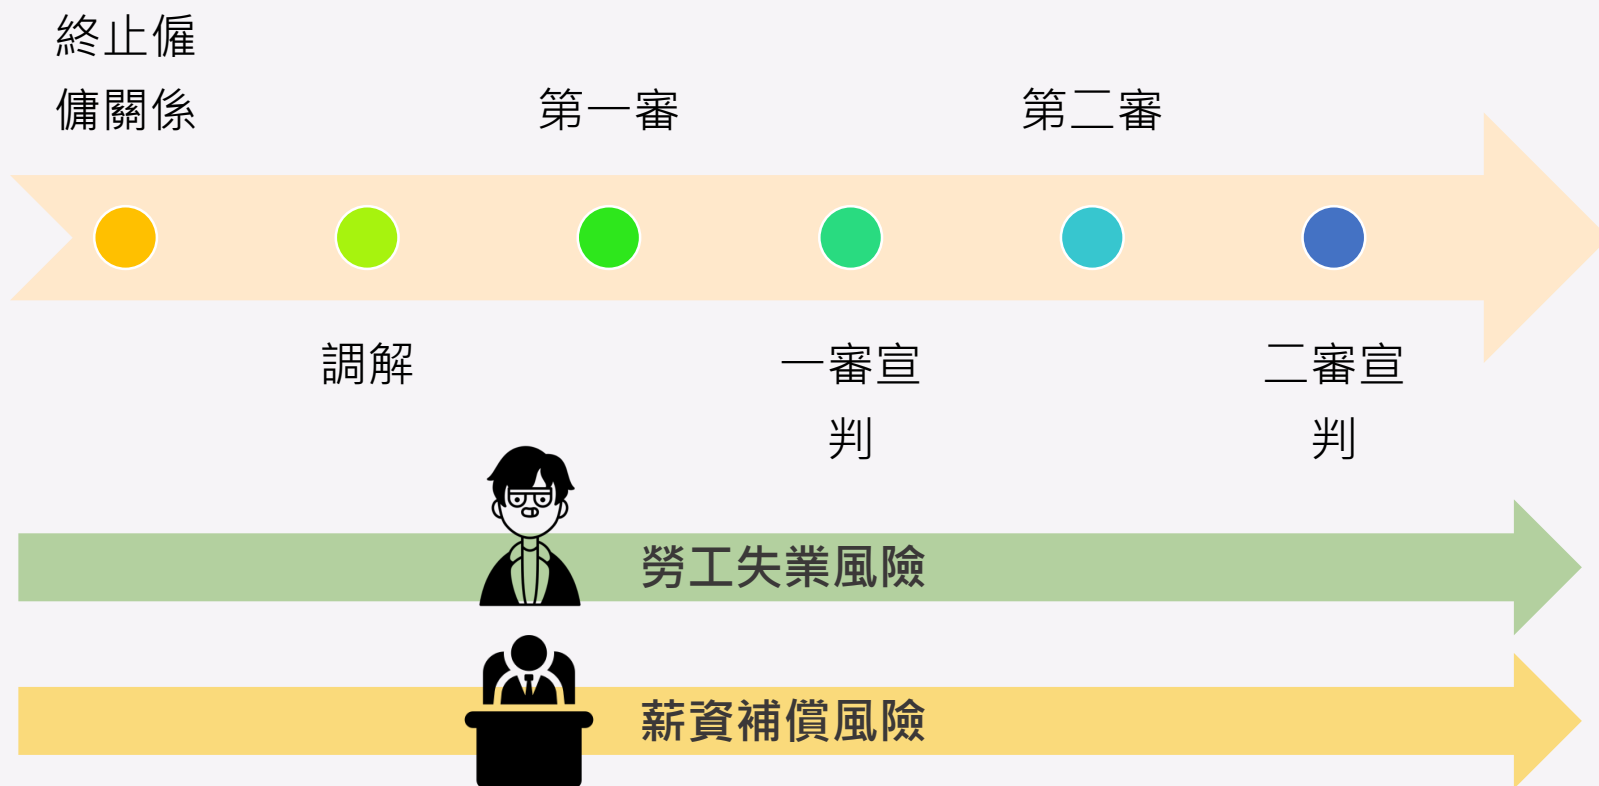 終止僱
傭關係
第一審
第二審
調解
一審宣
判
二審宣
判
勞工失業風險
薪資補償風險